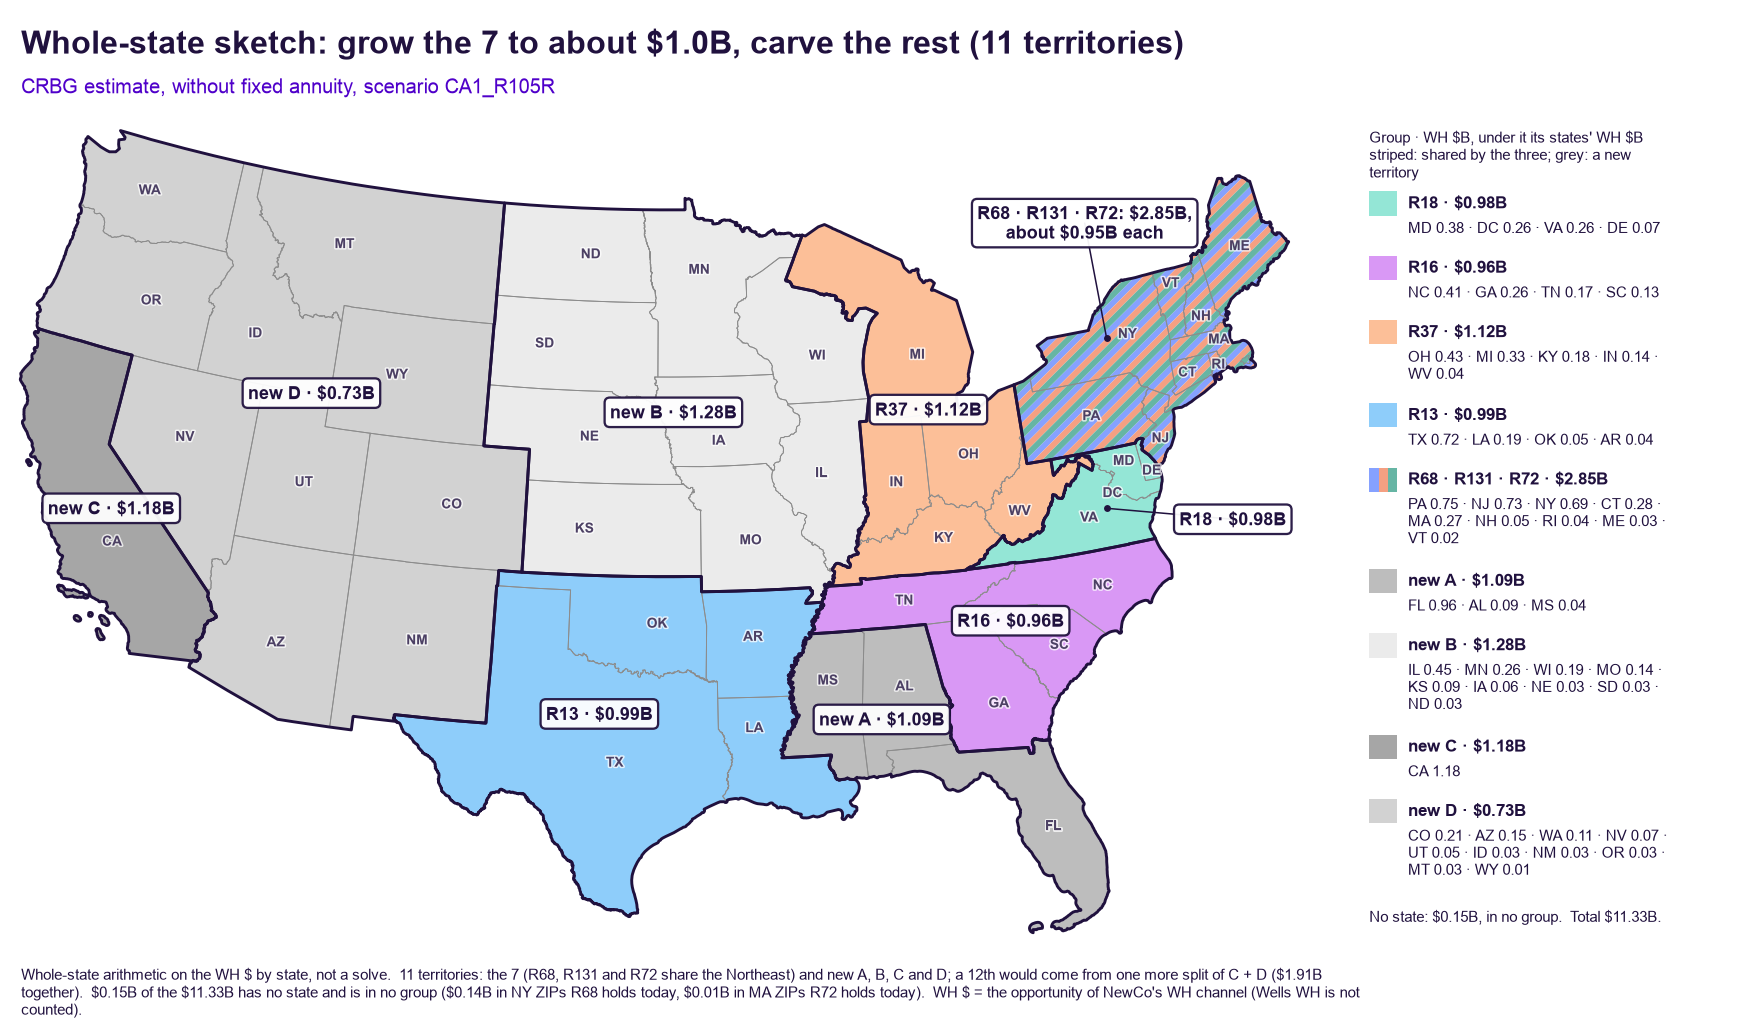 Whole-state sketch: grow the 7 to about $1.0B, carve the rest (11 territories)
CRBG estimate, without fixed annuity, scenario CA1_R105R
WA
MT
OR
ID
WY
new D · $0.73B
NV
UT
CO
new C · $1.18B
CA
AZ
NM
ND
MN
SD
WI
new B · $1.28B
NE
IA
IL
KS
MO
MI
R37 · $1.12B
OH
IN
WV
KY
R68 · R131 · R72: $2.85B,
about $0.95B each
ME
VT
NH
NY
MA
RI
CT
PA
NJ
MD
DE
DC
VA
R18 · $0.98B
TN
NC
R16 · $0.96B
SC
GA
OK
AR
R13 · $0.99B
LA
TX
MS
AL
new A · $1.09B
FL
Group · WH $B, under it its states' WH $B
striped: shared by the three; grey: a new
territory
R18 · $0.98B
MD 0.38 · DC 0.26 · VA 0.26 · DE 0.07
R16 · $0.96B
NC 0.41 · GA 0.26 · TN 0.17 · SC 0.13
R37 · $1.12B
OH 0.43 · MI 0.33 · KY 0.18 · IN 0.14 ·
WV 0.04
R13 · $0.99B
TX 0.72 · LA 0.19 · OK 0.05 · AR 0.04
R68 · R131 · R72 · $2.85B
PA 0.75 · NJ 0.73 · NY 0.69 · CT 0.28 ·
MA 0.27 · NH 0.05 · RI 0.04 · ME 0.03 ·
VT 0.02
new A · $1.09B
FL 0.96 · AL 0.09 · MS 0.04
new B · $1.28B
IL 0.45 · MN 0.26 · WI 0.19 · MO 0.14 ·
KS 0.09 · IA 0.06 · NE 0.03 · SD 0.03 ·
ND 0.03
new C · $1.18B
CA 1.18
new D · $0.73B
CO 0.21 · AZ 0.15 · WA 0.11 · NV 0.07 ·
UT 0.05 · ID 0.03 · NM 0.03 · OR 0.03 ·
MT 0.03 · WY 0.01
No state: $0.15B, in no group.  Total $11.33B.
Whole-state arithmetic on the WH $ by state, not a solve.  11 territories: the 7 (R68, R131 and R72 share the Northeast) and new A, B, C and D; a 12th would come from one more split of C + D ($1.91B
together).  $0.15B of the $11.33B has no state and is in no group ($0.14B in NY ZIPs R68 holds today, $0.01B in MA ZIPs R72 holds today).  WH $ = the opportunity of NewCo's WH channel (Wells WH is not
counted).